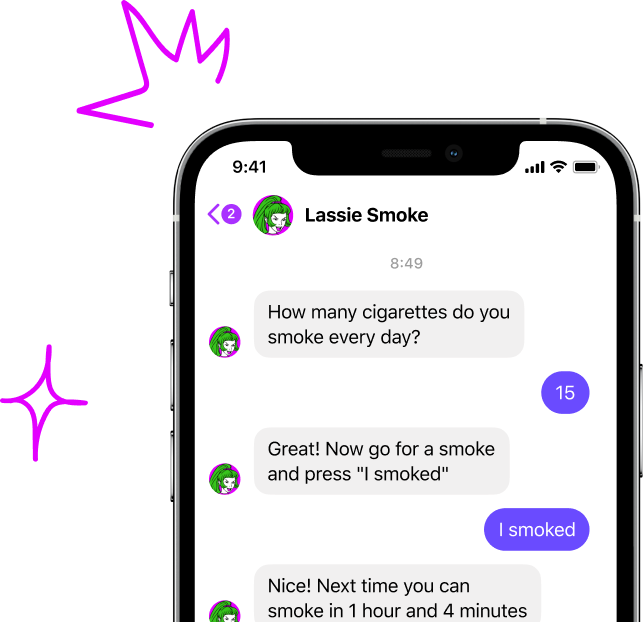 9:41
2
Lassie Smoke
8:49
How many cigarettes do you
smoke every day?
15
Great! Now go for a smoke
and press "I smoked"
I smoked
Nice! Next time you can
smoke in 1 hour and 4 minutes